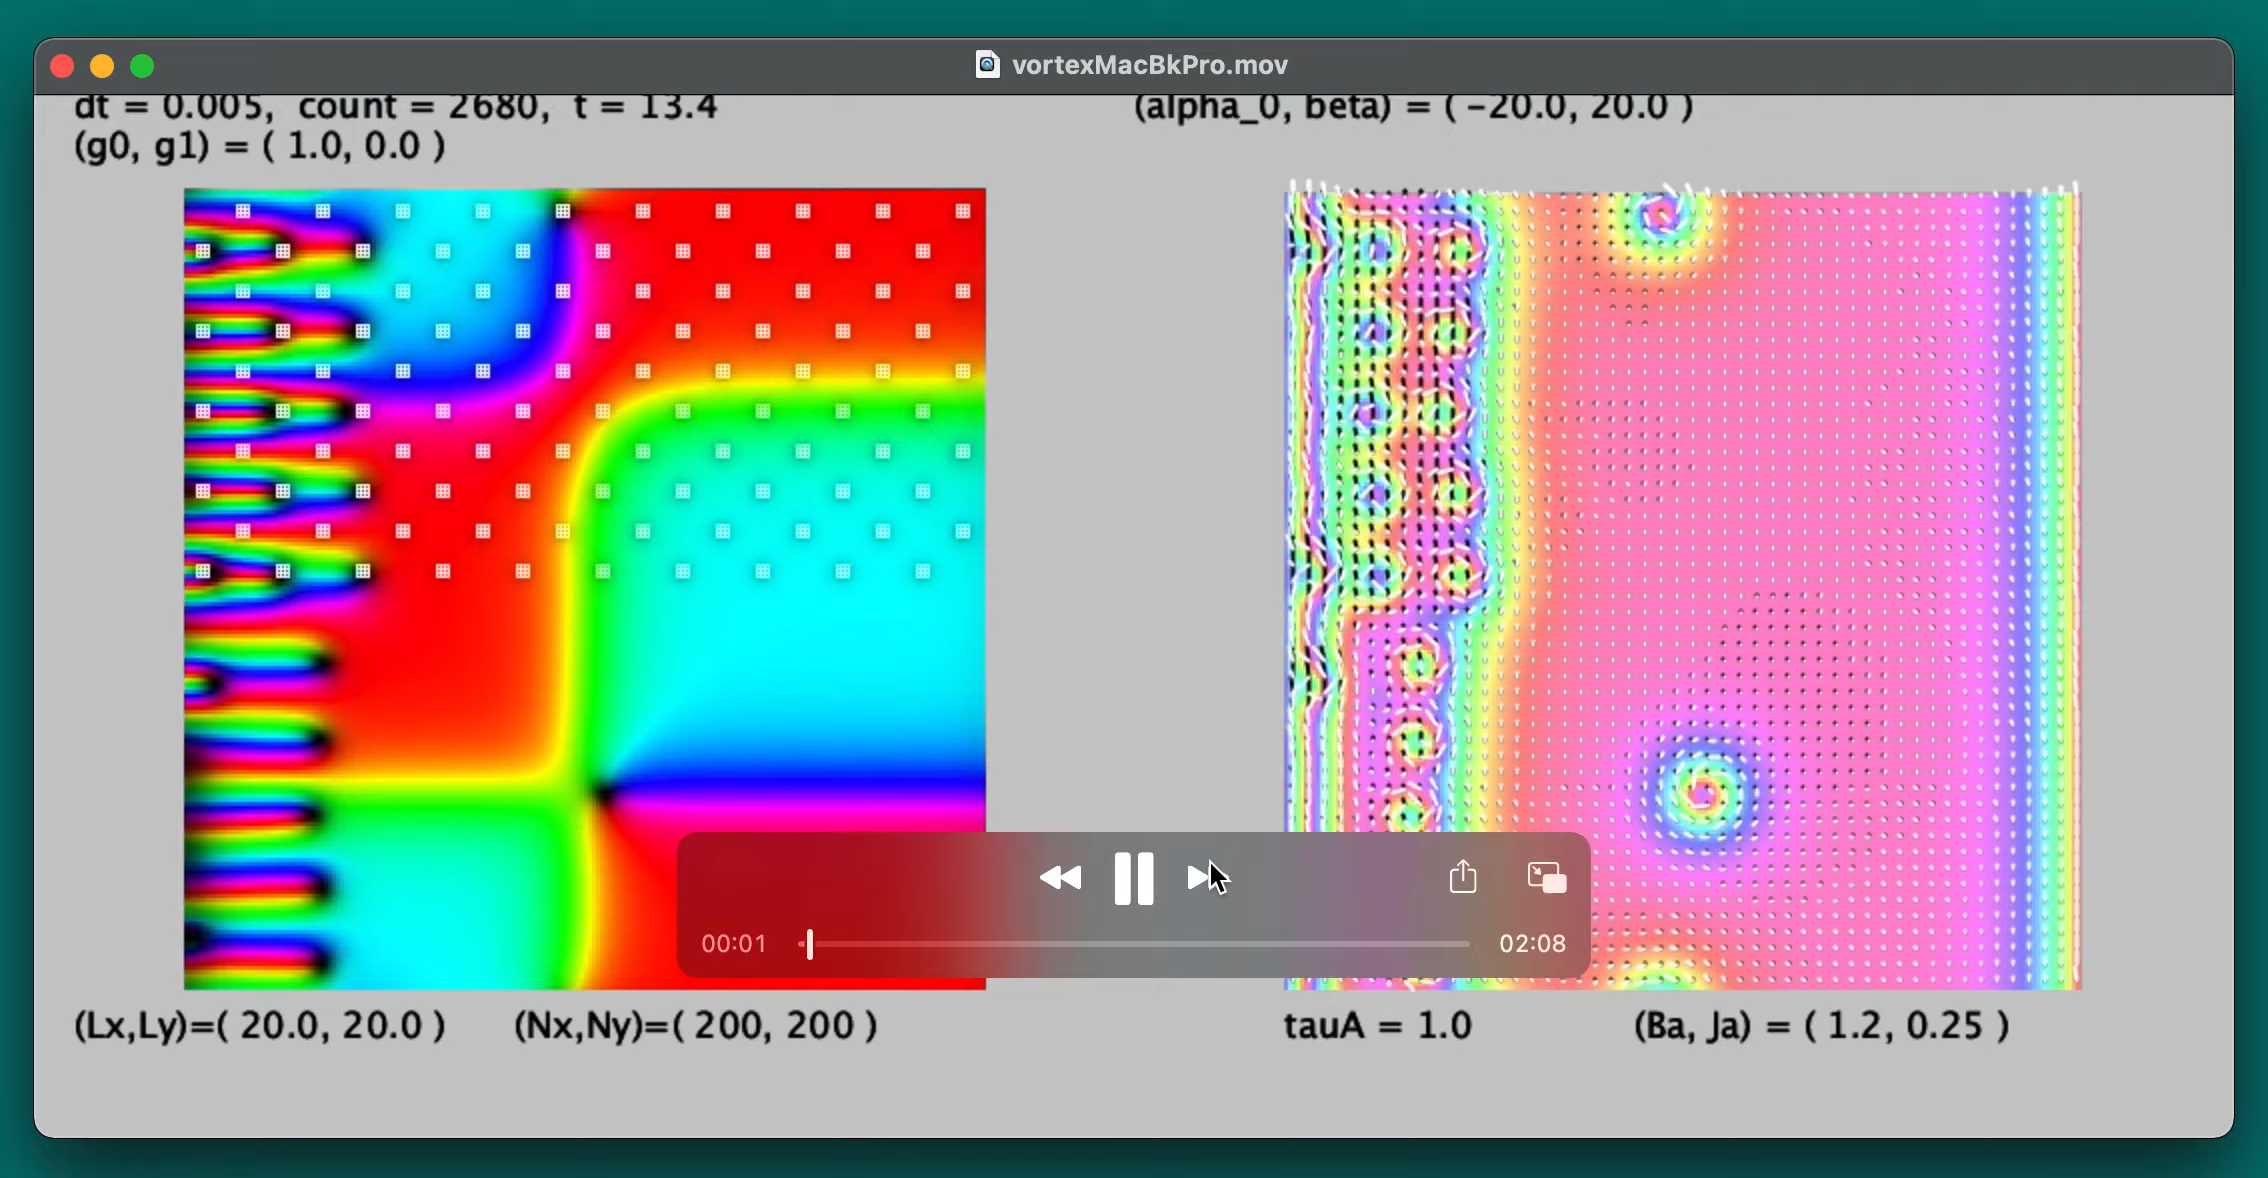 vortexMacBkPro.mov
dt = 0.005, count = 2680, t = 13.4
(alpha_0, beta) = ( −20.0, 20.0 )
(g0, g1) = ( 1.0, 0.0 )
00:01
02:08
(Lx,Ly)=( 20.0, 20.0 )
(Nx,Ny)=( 200, 200 )
tauA = 1.0
(Ba, Ja) = ( 1.2, 0.25 )